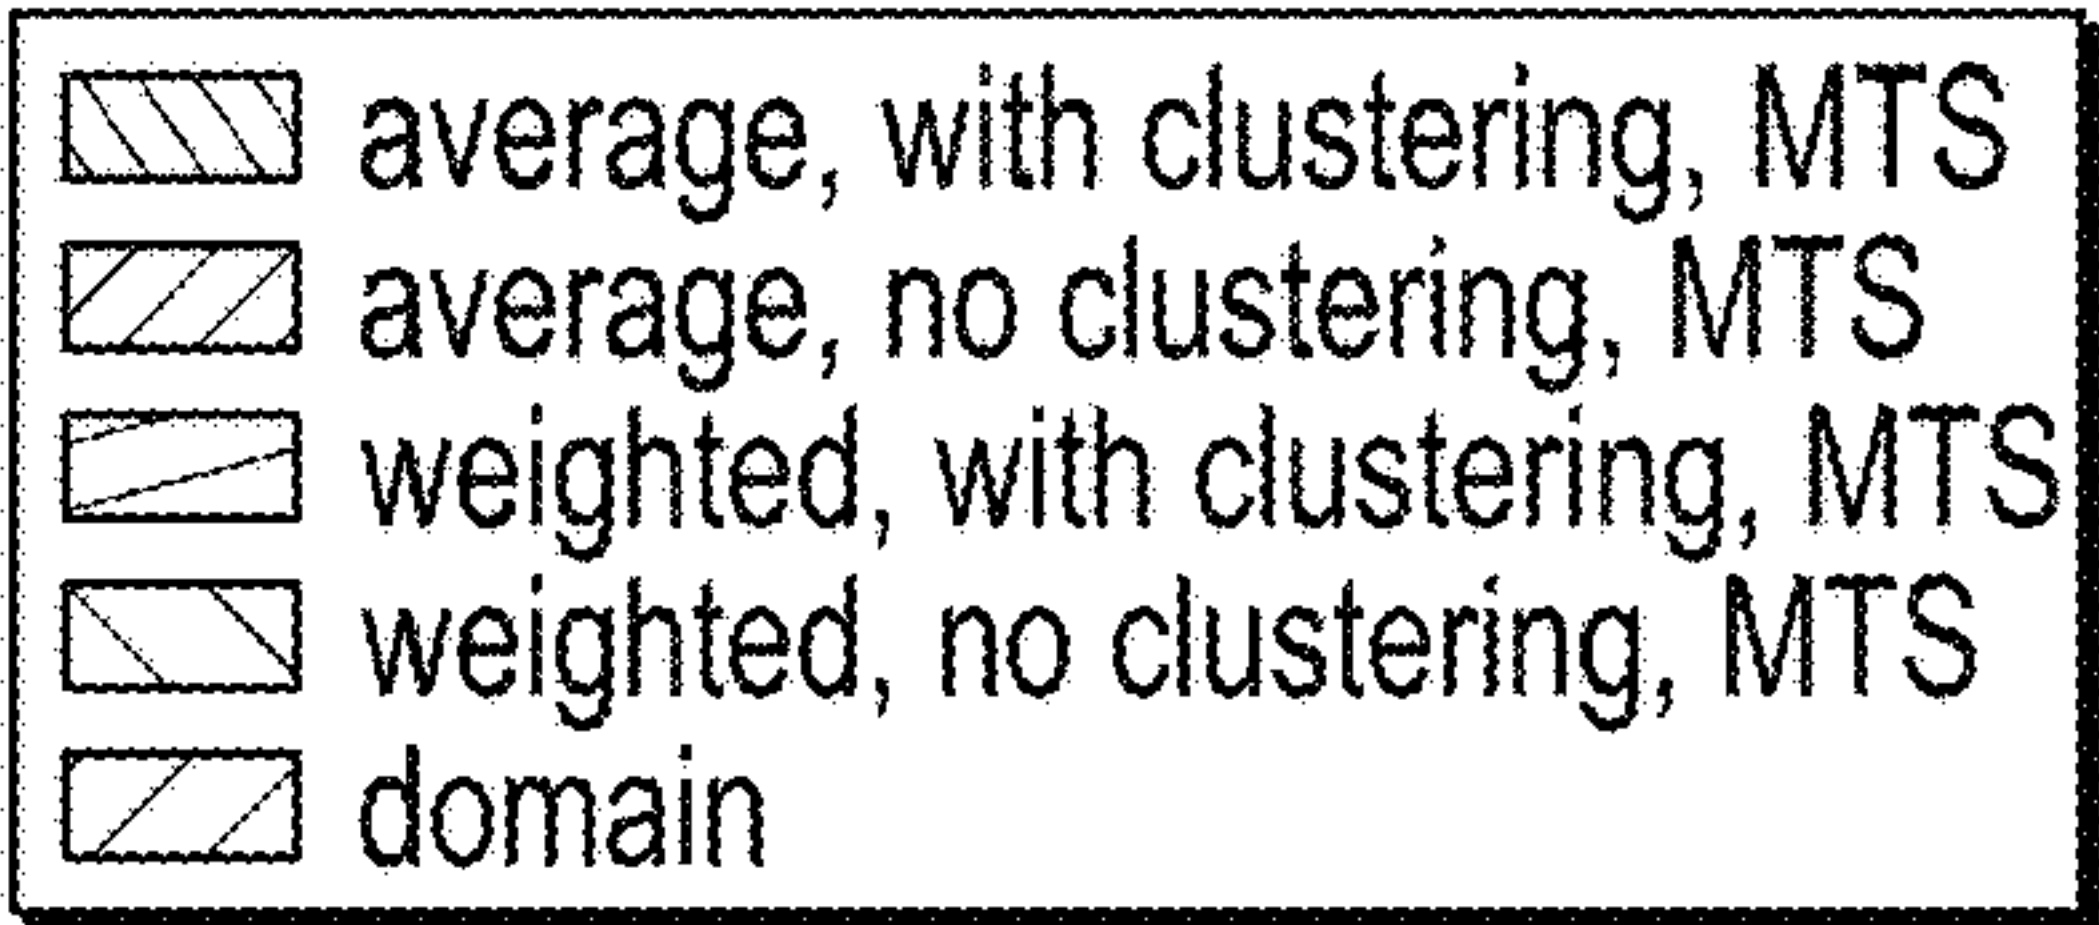 average, with clustering, MTS
average, no clustering, MTS
weighted, with clustering, MTS
weighted, no clustering, MTS
domain